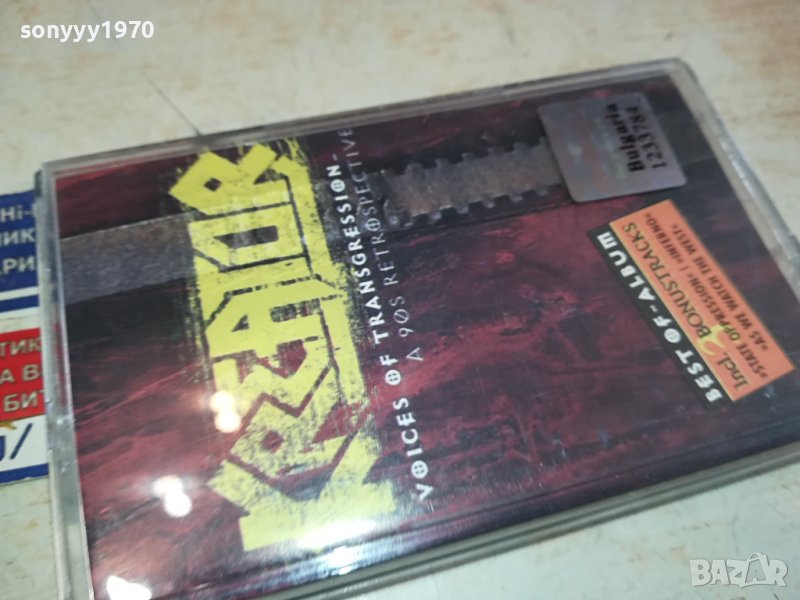 sonyyy1970
KREATOR
VOICES OF TRANSGRESSION-
A 90S RETROSPECTIVE
Bulgaria
1233784
BEST OF-ALBUM
Incl. 2 BONUSTRACKS
»STATE OPPRESSION« | »INFERNO«
»AS WE WATCH THE WEST«
BAZAR